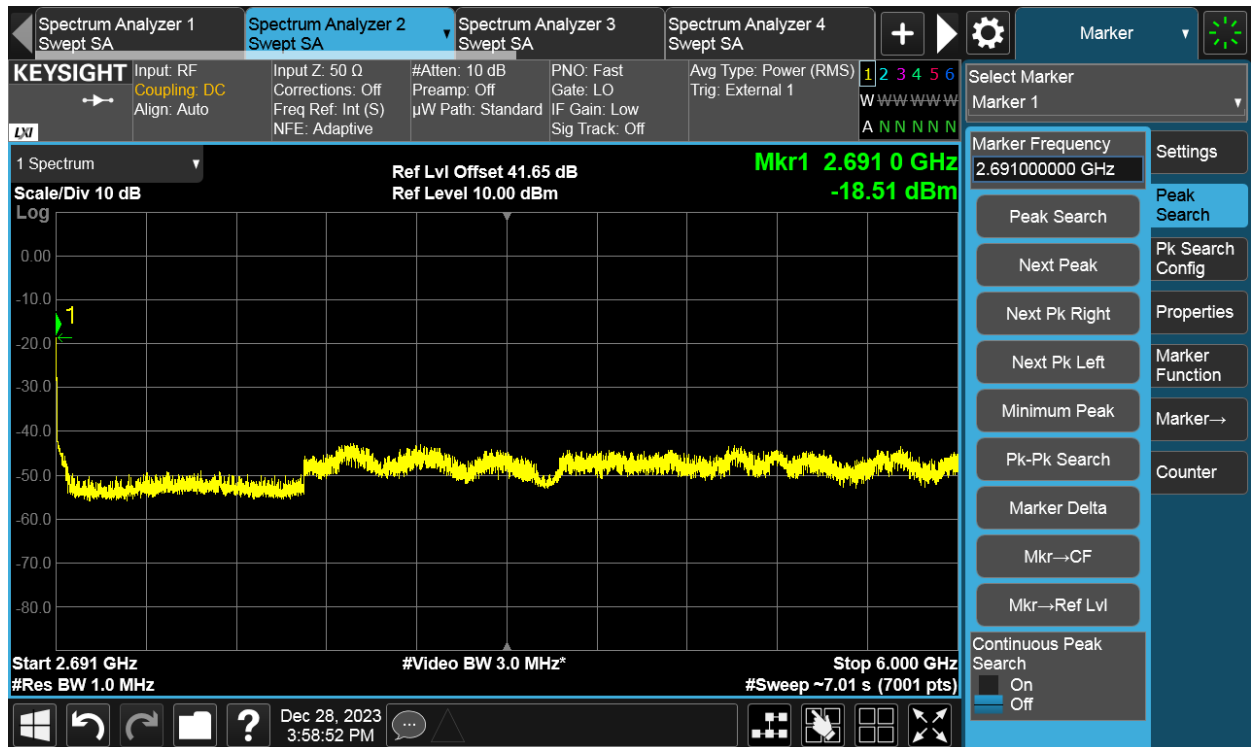 Spectrum Analyzer 1
Swept SA
Spectrum Analyzer 2
Swept SA
Spectrum Analyzer 3
Swept SA
Spectrum Analyzer 4
Swept SA
Marker
KEYSIGHT
LXI
Input: RF
Coupling: DC
Align: Auto
Input Z: 50 Ω
Corrections: Off
Freq Ref: Int (S)
NFE: Adaptive
#Atten: 10 dB
Preamp: Off
µW Path: Standard
PNO: Fast
Gate: LO
IF Gain: Low
Sig Track: Off
Avg Type: Power (RMS)
Trig: External 1
1 2 3 4 5 6
W W W W W W
A N N N N N
Select Marker
Marker 1
1 Spectrum
Scale/Div 10 dB
Log
Ref Lvl Offset 41.65 dB
Ref Level 10.00 dBm
Mkr1 2.691 0 GHz
-18.51 dBm
0.00
-10.0
-20.0
-30.0
-40.0
-50.0
-60.0
-70.0
-80.0
1
Start 2.691 GHz
#Res BW 1.0 MHz
#Video BW 3.0 MHz*
Stop 6.000 GHz
#Sweep ~7.01 s (7001 pts)
Marker Frequency
2.691000000 GHz
Peak Search
Next Peak
Next Pk Right
Next Pk Left
Minimum Peak
Pk-Pk Search
Marker Delta
Mkr→CF
Mkr→Ref Lvl
Continuous Peak
Search
On
Off
Settings
Peak
Search
Pk Search
Config
Properties
Marker
Function
Marker→
Counter
?
Dec 28, 2023
3:58:52 PM